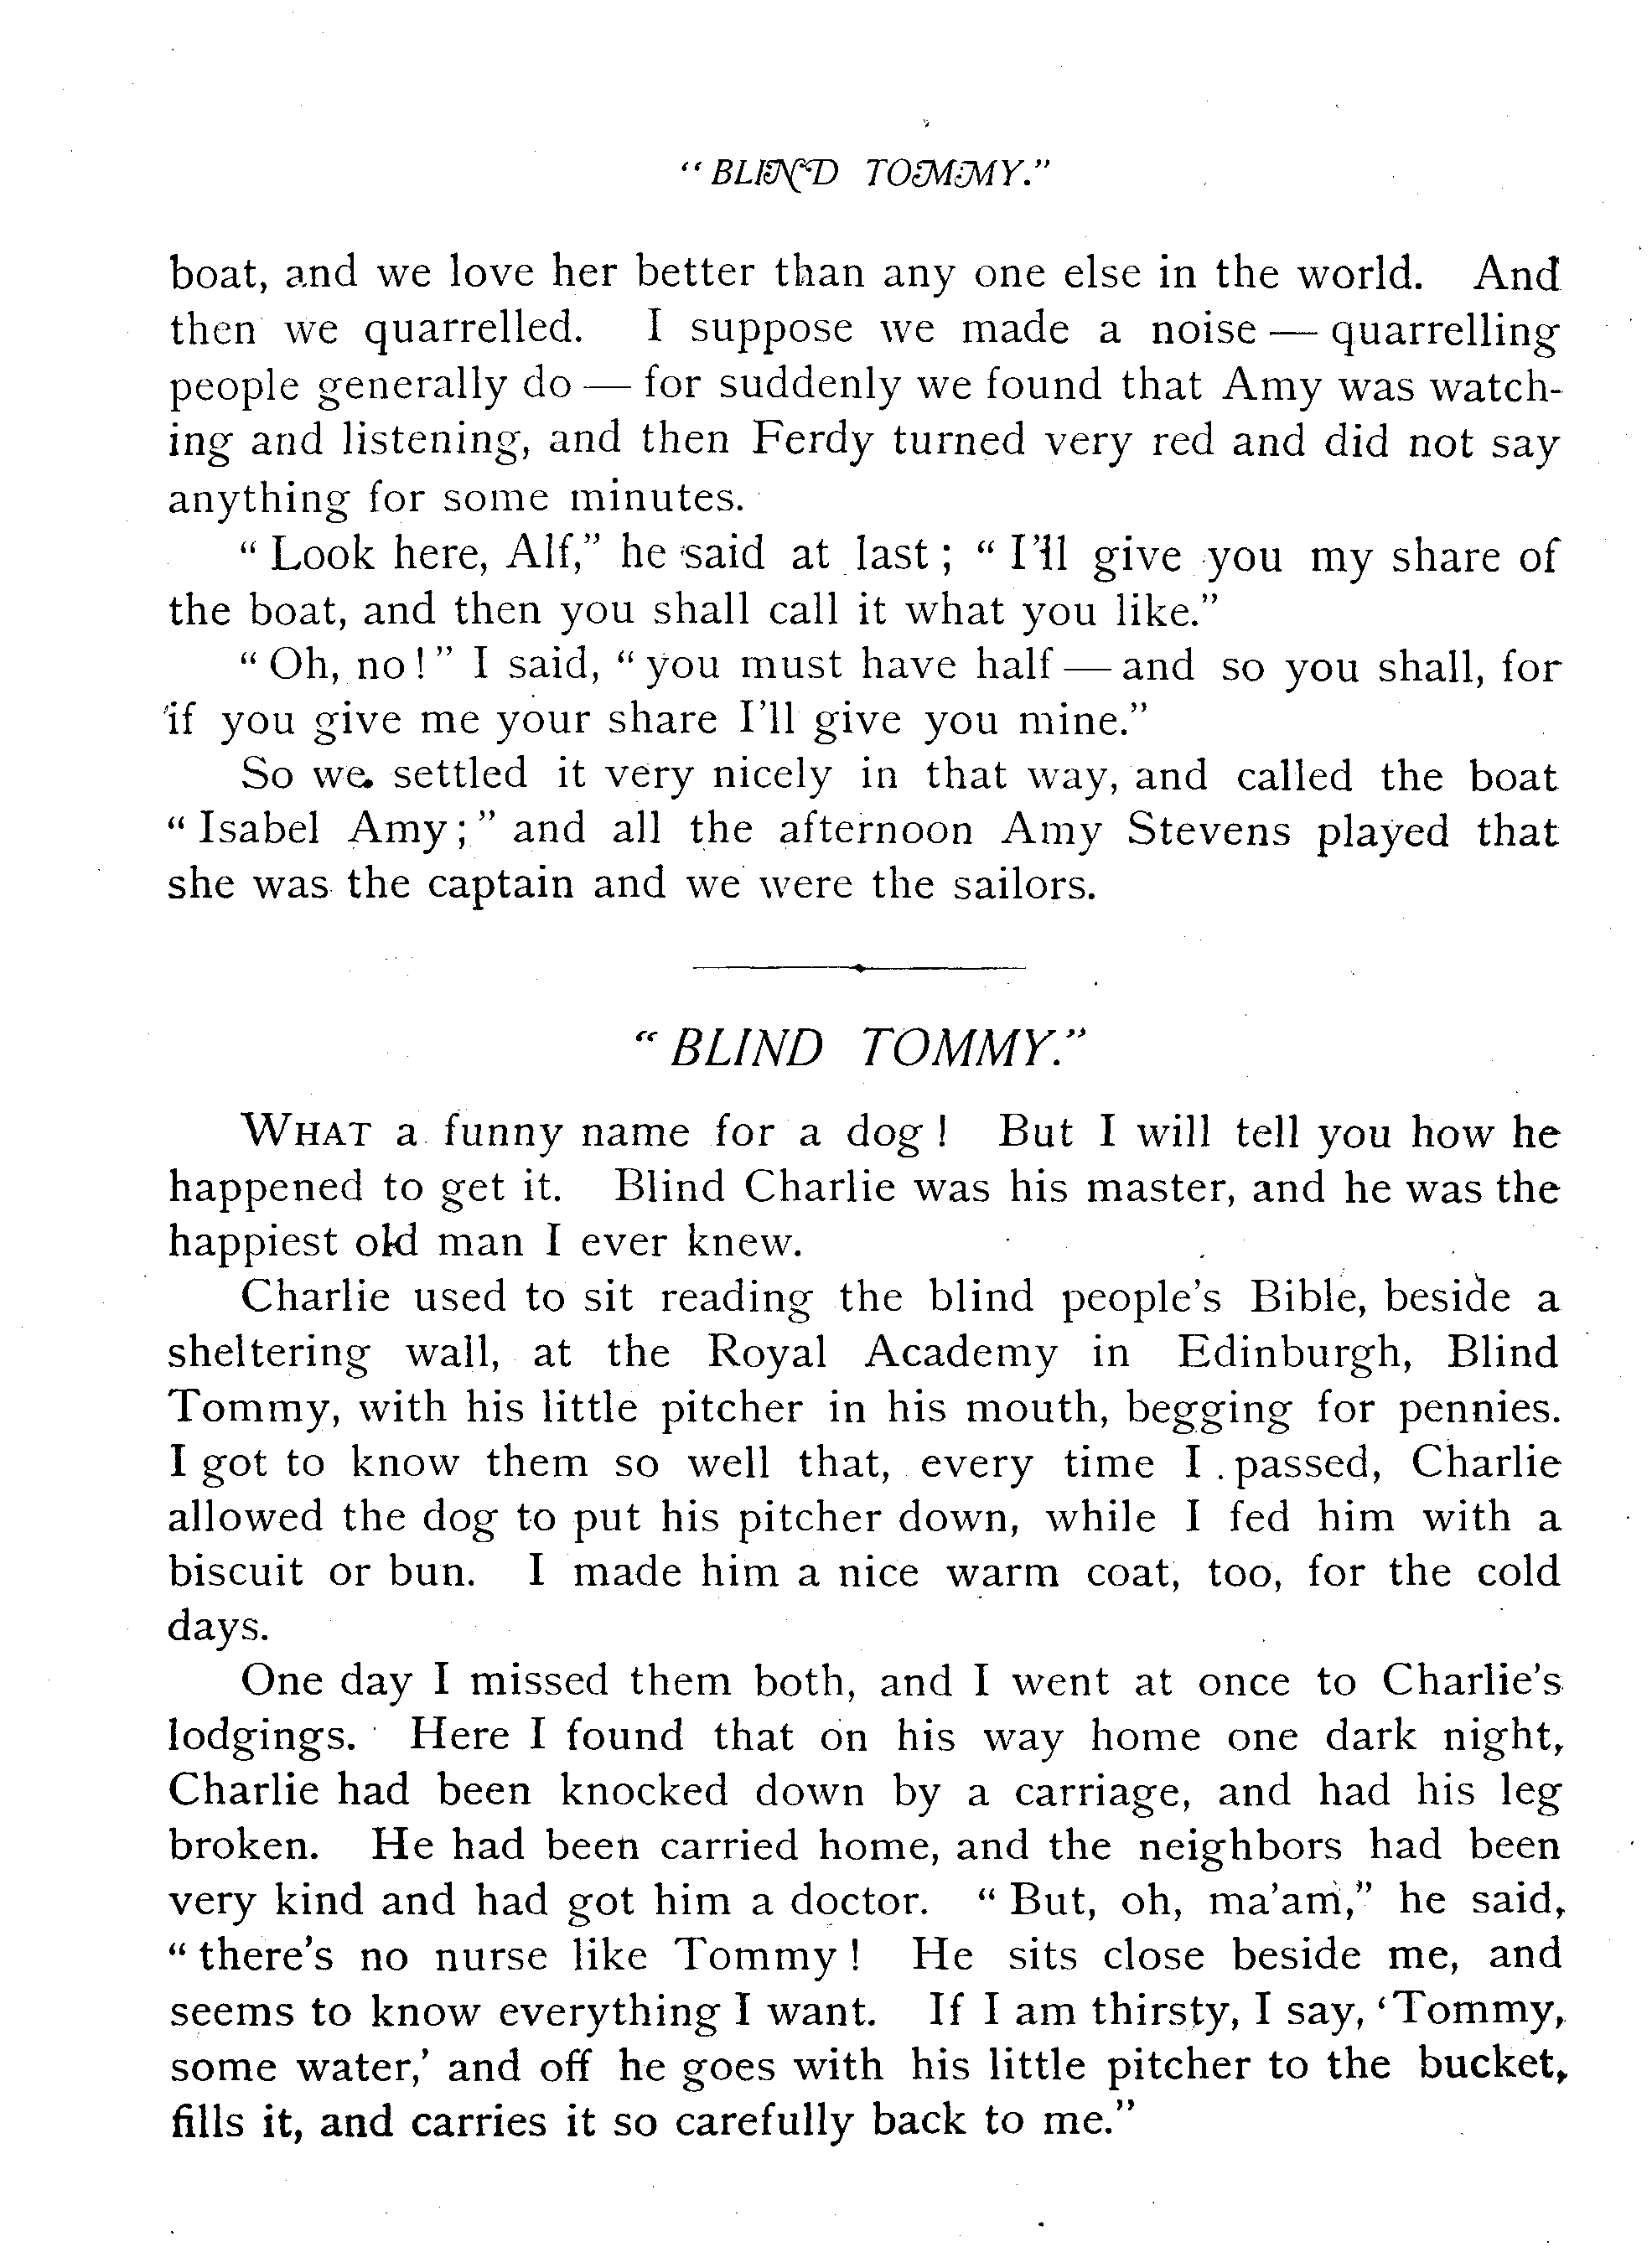 “BLIND TOMMY.”
boat, and we love her better than any one else in the world. And
then we quarrelled. I suppose we made a noise — quarrelling
people generally do — for suddenly we found that Amy was watch-
ing and listening, and then Ferdy turned very red and did not say
anything for some minutes.
“Look here, Alf,” he said at last; “I’ll give you my share of
the boat, and then you shall call it what you like.”
“Oh, no!” I said, “you must have half — and so you shall, for
if you give me your share I’ll give you mine.”
So we settled it very nicely in that way, and called the boat
“Isabel Amy;” and all the afternoon Amy Stevens played that
she was the captain and we were the sailors.
“BLIND TOMMY.”
WHAT a funny name for a dog! But I will tell you how he
happened to get it. Blind Charlie was his master, and he was the
happiest old man I ever knew.
Charlie used to sit reading the blind people’s Bible, beside a
sheltering wall, at the Royal Academy in Edinburgh, Blind
Tommy, with his little pitcher in his mouth, begging for pennies.
I got to know them so well that, every time I passed, Charlie
allowed the dog to put his pitcher down, while I fed him with a
biscuit or bun. I made him a nice warm coat, too, for the cold
days.
One day I missed them both, and I went at once to Charlie’s
lodgings. Here I found that on his way home one dark night,
Charlie had been knocked down by a carriage, and had his leg
broken. He had been carried home, and the neighbors had been
very kind and had got him a doctor. “But, oh, ma’am,” he said,
“there’s no nurse like Tommy! He sits close beside me, and
seems to know everything I want. If I am thirsty, I say, ‘Tommy,
some water,’ and off he goes with his little pitcher to the bucket,
fills it, and carries it so carefully back to me.”